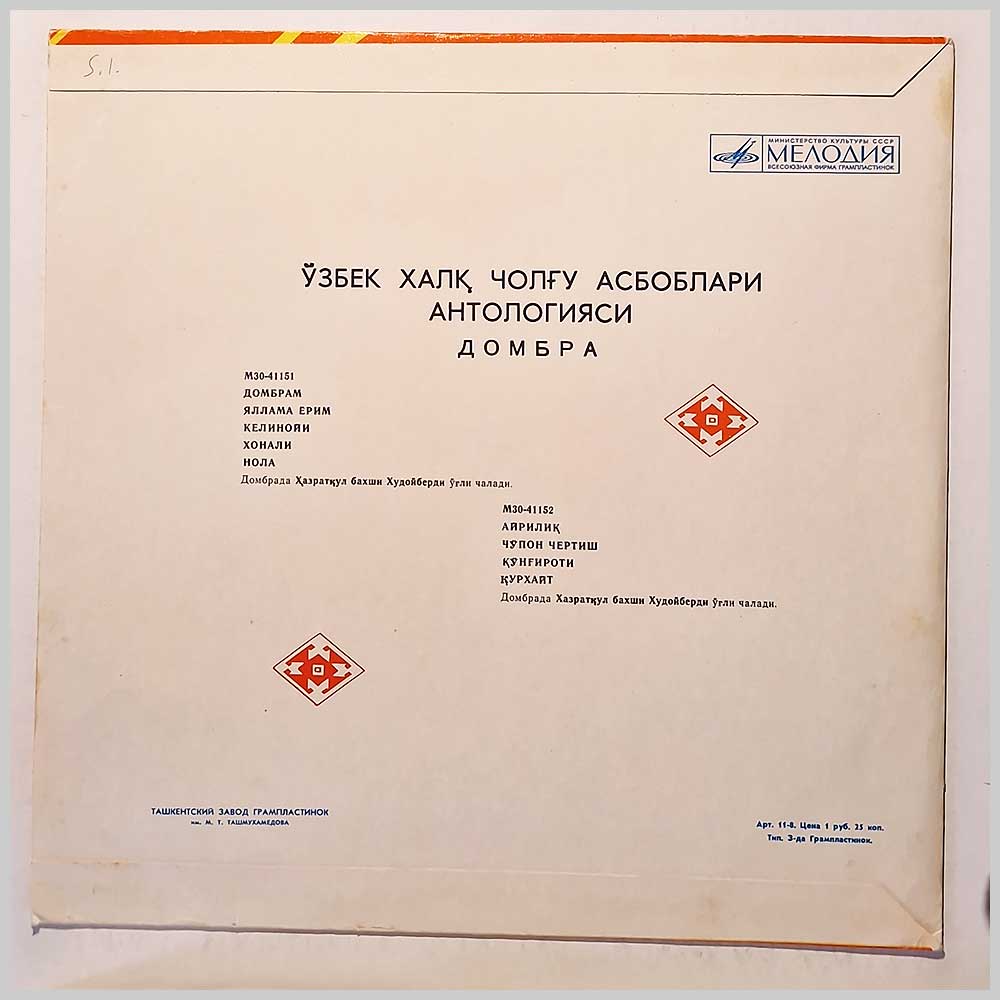 S.1.
МИНИСТЕРСТВО КУЛЬТУРЫ СССР
МЕЛОДИЯ
ВСЕСОЮЗНАЯ ФИРМА ГРАМПЛАСТИНОК
ЎЗБЕК ХАЛҚ ЧОЛҒУ АСБОБЛАРИ
АНТОЛОГИЯСИ
ДОМБРА
М30-41151
ДОМБРАМ
ЯЛЛАМА ЕРИМ
КЕЛИНОЙИ
ХОНАЛИ
НОЛА
Домбрада Ҳазратқул бахши Худойберди ўғли чалади.
М30-41152
АЙРИЛИҚ
ЧЎПОН ЧЕРТИШ
ҚЎНҒИРОТИ
ҚУРХАЙТ
Домбрада Хазратқул бахши Худойберди ўғли чалади.
ТАШКЕНТСКИЙ ЗАВОД ГРАМПЛАСТИНОК
им. М. Т. ТАШМУХАМЕДОВА
Арт. 11-8. Цена 1 руб. 25 коп.
Тип. З-да Грампластинок.